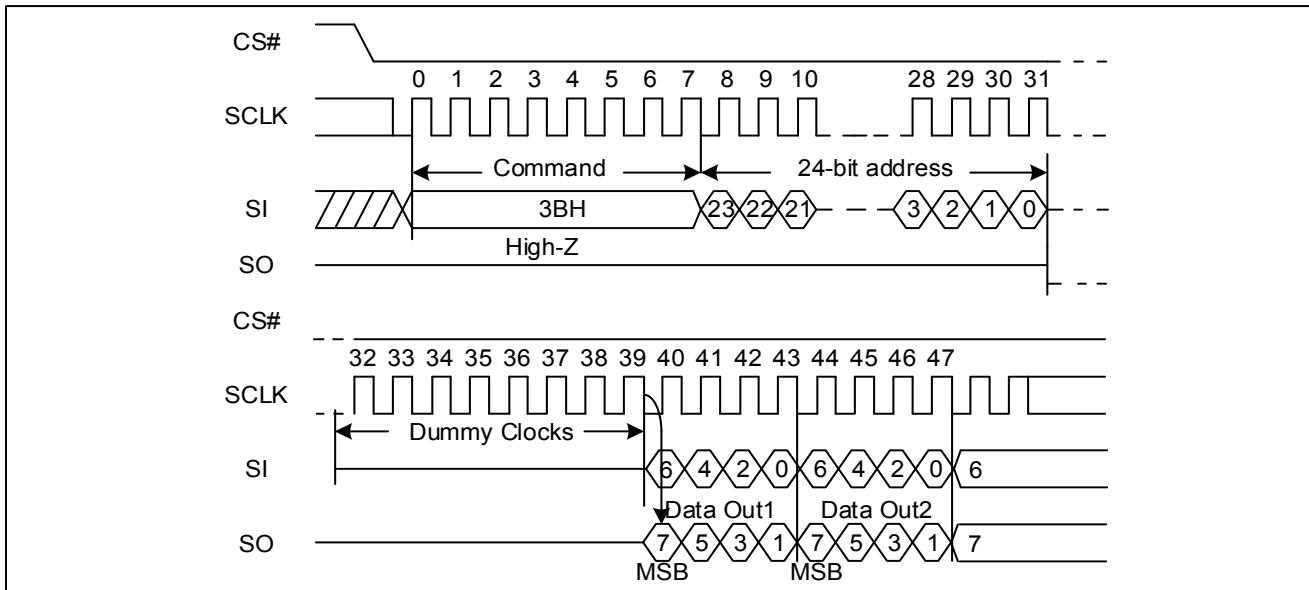 CS#
0 1 2 3 4 5 6 7 8 9 10 28 29 30 31
SCLK
Command 24-bit address
SI 3BH 23 22 21 3 2 1 0
High-Z
SO
CS#
32 33 34 35 36 37 38 39 40 41 42 43 44 45 46 47
SCLK
Dummy Clocks
SI 6 4 2 0 6 4 2 0 6
Data Out1 Data Out2
SO 7 5 3 1 7 5 3 1 7
MSB MSB